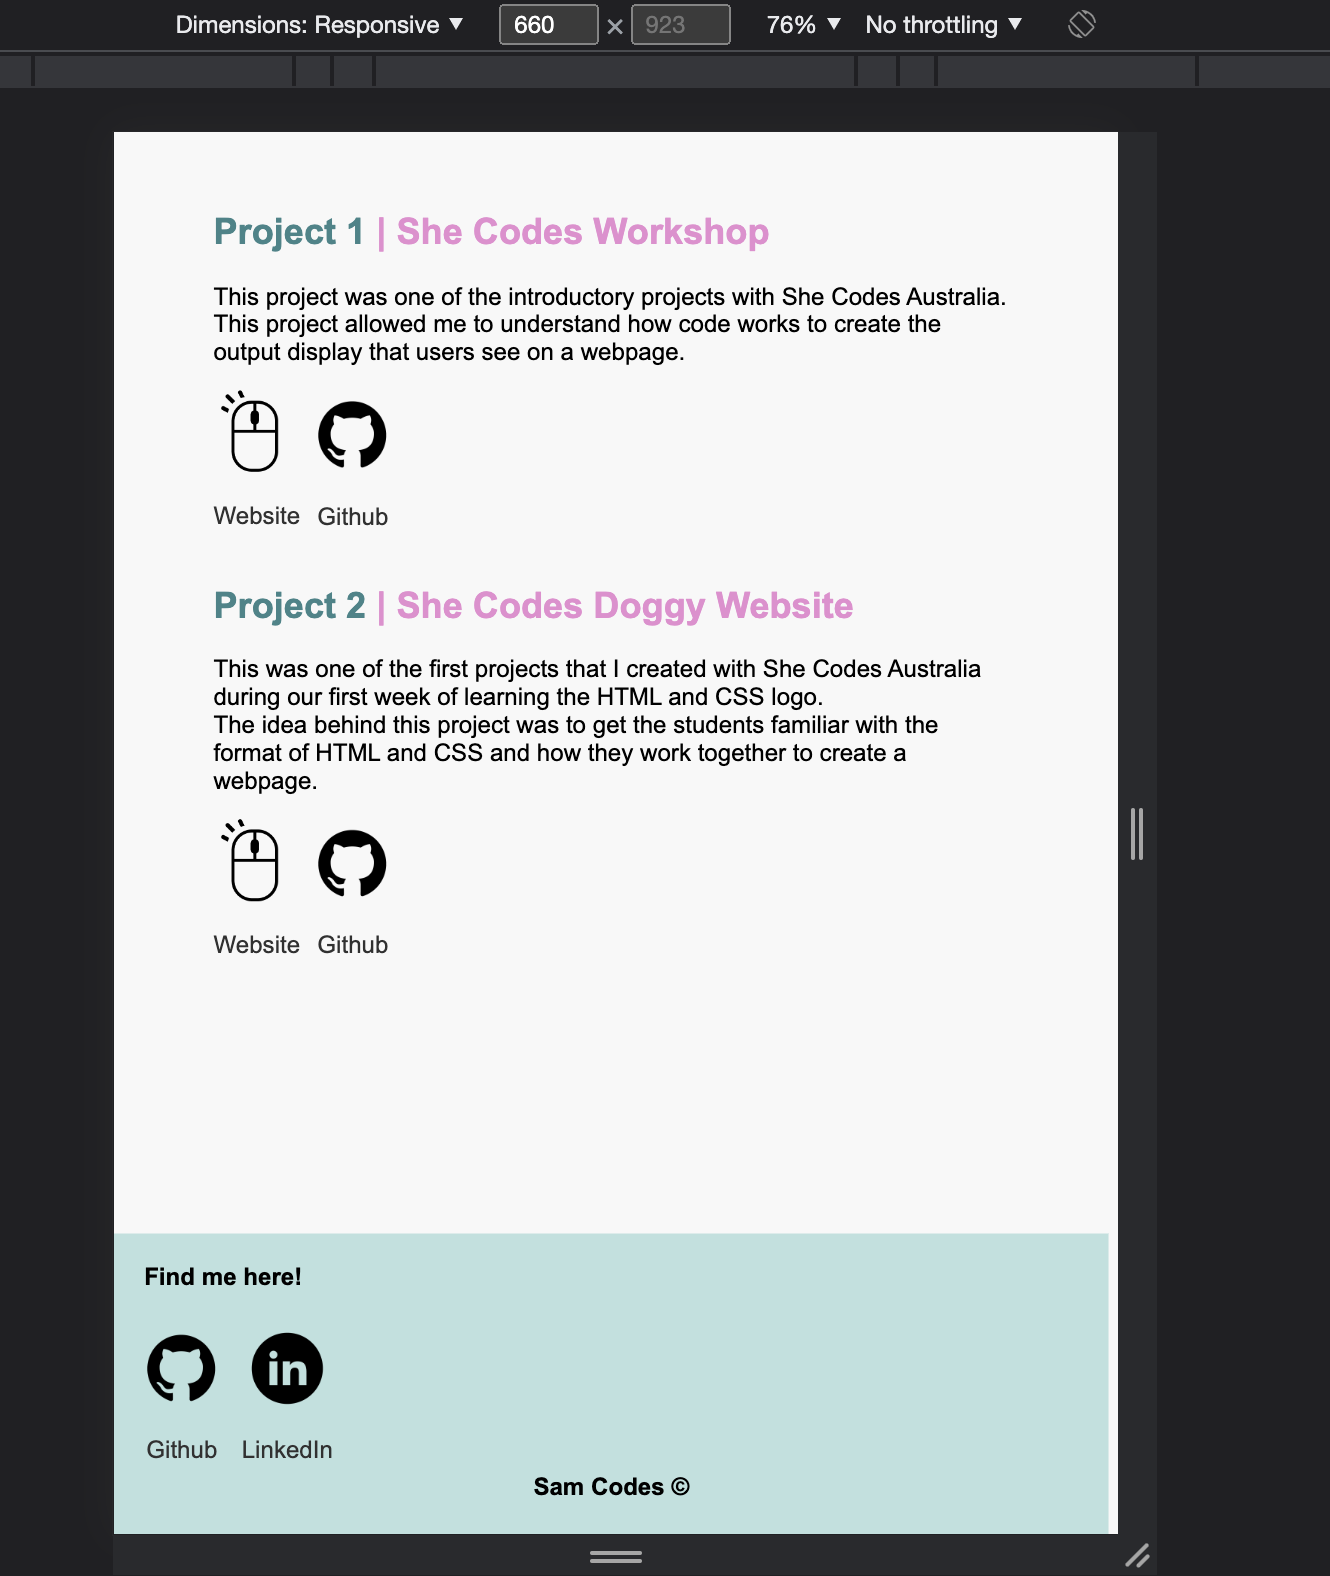 Dimensions: Responsive ▼ 660 × 923 76% ▼ No throttling ▼
Project 1 | She Codes Workshop
This project was one of the introductory projects with She Codes Australia.
This project allowed me to understand how code works to create the
output display that users see on a webpage.
Website Github
Project 2 | She Codes Doggy Website
This was one of the first projects that I created with She Codes Australia
during our first week of learning the HTML and CSS logo.
The idea behind this project was to get the students familiar with the
format of HTML and CSS and how they work together to create a
webpage.
Website Github
Find me here!
in
Github LinkedIn
Sam Codes ©